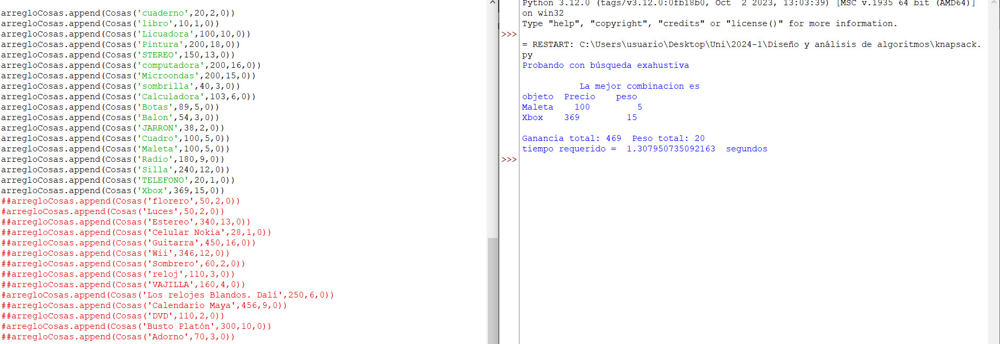 arregloCosas.append(Cosas('cuaderno',20,2,0))
arregloCosas.append(Cosas('libro',10,1,0))
arregloCosas.append(Cosas('Licuadora',100,10,0))
arregloCosas.append(Cosas('Pintura',200,18,0))
arregloCosas.append(Cosas('STEREO',150,13,0))
arregloCosas.append(Cosas('computadora',200,16,0))
arregloCosas.append(Cosas('Microondas',200,15,0))
arregloCosas.append(Cosas('sombrilla',40,3,0))
arregloCosas.append(Cosas('Calculadora',103,6,0))
arregloCosas.append(Cosas('Botas',89,5,0))
arregloCosas.append(Cosas('Balon',54,3,0))
arregloCosas.append(Cosas('JARRON',38,2,0))
arregloCosas.append(Cosas('Cuadro',100,5,0))
arregloCosas.append(Cosas('Maleta',100,5,0))
arregloCosas.append(Cosas('Radio',180,9,0))
arregloCosas.append(Cosas('Silla',240,12,0))
arregloCosas.append(Cosas('TELEFONO',20,1,0))
arregloCosas.append(Cosas('Xbox',369,15,0))
##arregloCosas.append(Cosas('florero',50,2,0))
#arregloCosas.append(Cosas('Luces',50,2,0))
##arregloCosas.append(Cosas('Estereo',340,13,0))
##arregloCosas.append(Cosas('Celular Nokia',28,1,0))
##arregloCosas.append(Cosas('Guitarra',450,16,0))
##arregloCosas.append(Cosas('Wii',346,12,0))
##arregloCosas.append(Cosas('Sombrero',60,2,0))
##arregloCosas.append(Cosas('reloj',110,3,0))
##arregloCosas.append(Cosas('VAJILLA',160,4,0))
#arregloCosas.append(Cosas('Los relojes Blandos. Dalí',250,6,0))
##arregloCosas.append(Cosas('Calendario Maya',456,9,0))
##arregloCosas.append(Cosas('DVD',110,2,0))
#arregloCosas.append(Cosas('Busto Platón',300,10,0))
##arregloCosas.append(Cosas('Adorno',70,3,0))
Python 3.12.0 (tags/v3.12.0:0fb18b0, Oct  2 2023, 13:03:39) [MSC v.1935 64 bit (AMD64)]
on win32
Type "help", "copyright", "credits" or "license()" for more information.
>>>
= RESTART: C:\Users\usuario\Desktop\Uni\2024-1\Diseño y análisis de algoritmos\knapsack.
py
Probando con búsqueda exahustiva
La mejor combinacion es
objeto  Precio    peso
Maleta    100         5
Xbox    369         15
Ganancia total: 469  Peso total: 20
tiempo requerido =  1.307950735092163  segundos
>>>